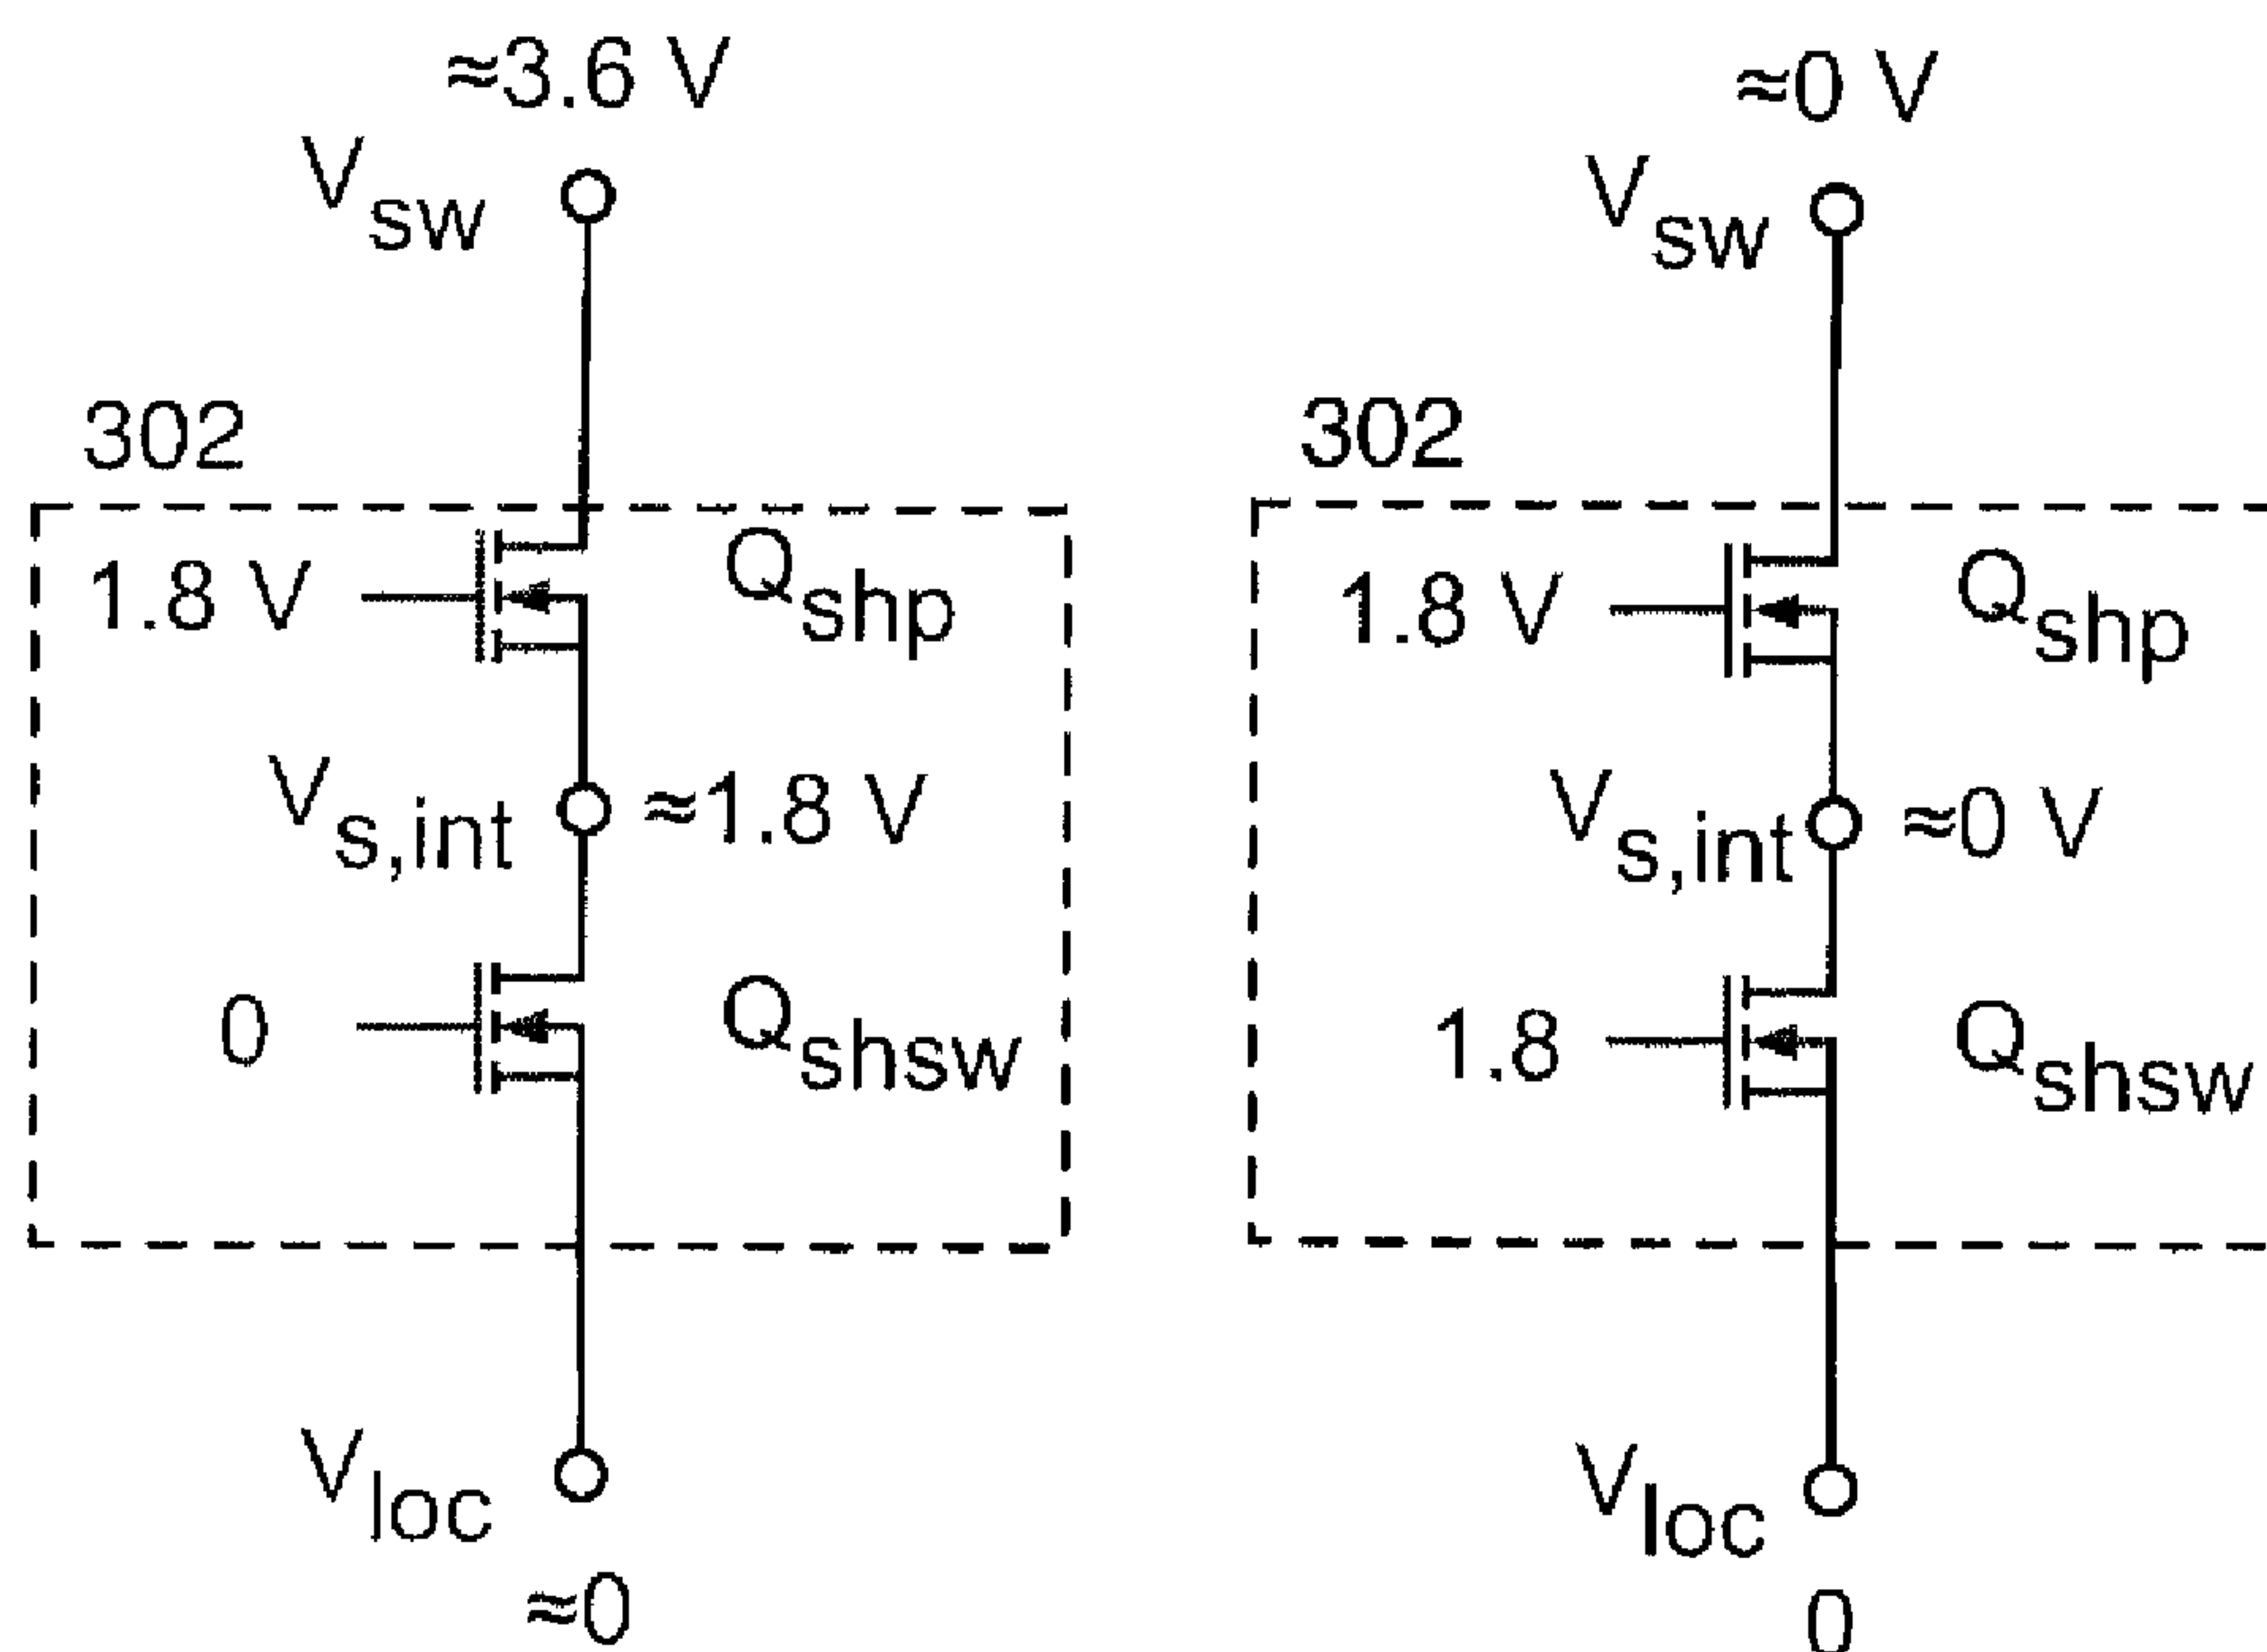 ≈3.6 V
V_sw
302
1.8 V
Q_shp
V_s,int ≈1.8 V
0
Q_shsw
V_loc
≈0
≈0 V
V_sw
302
1.8 V
Q_shp
V_s,int ≈0 V
1.8
Q_shsw
V_loc
0